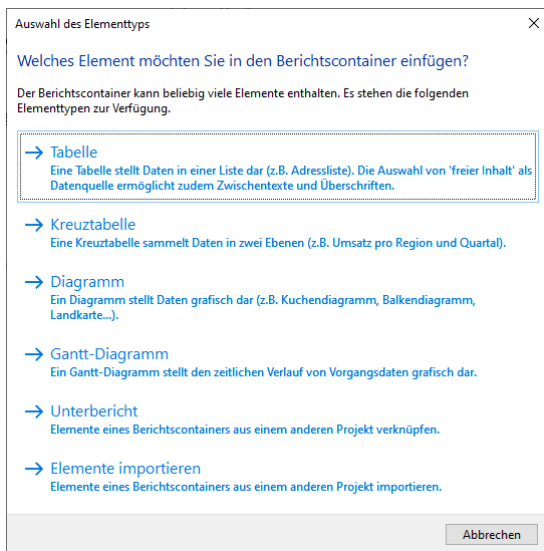 Auswahl des Elementtyps
Welches Element möchten Sie in den Berichtscontainer einfügen?
Der Berichtscontainer kann beliebig viele Elemente enthalten. Es stehen die folgenden
Elementtypen zur Verfügung.
Tabelle
Eine Tabelle stellt Daten in einer Liste dar (z.B. Adressliste). Die Auswahl von 'freier Inhalt' als
Datenquelle ermöglicht zudem Zwischentexte und Überschriften.
Kreuztabelle
Eine Kreuztabelle sammelt Daten in zwei Ebenen (z.B. Umsatz pro Region und Quartal).
Diagramm
Ein Diagramm stellt Daten grafisch dar (z.B. Kuchendiagramm, Balkendiagramm,
Landkarte...).
Gantt-Diagramm
Ein Gantt-Diagramm stellt den zeitlichen Verlauf von Vorgangsdaten grafisch dar.
Unterbericht
Elemente eines Berichtscontainers aus einem anderen Projekt verknüpfen.
Elemente importieren
Elemente eines Berichtscontainers aus einem anderen Projekt importieren.
Abbrechen